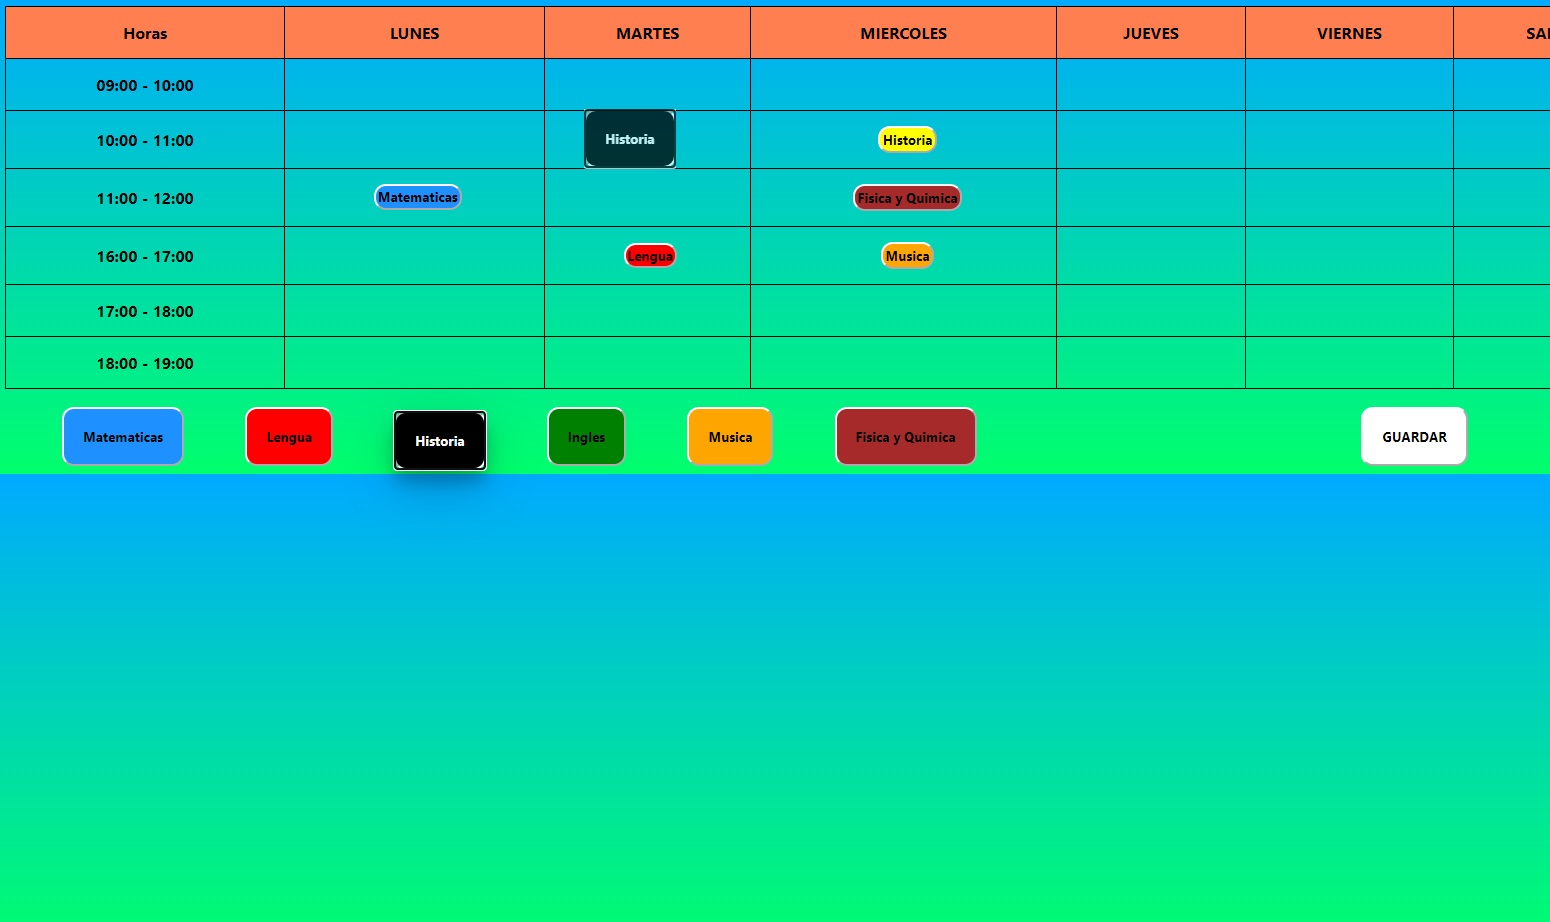 Horas LUNES MARTES MIERCOLES JUEVES VIERNES
09:00 - 10:00
10:00 - 11:00 Historia Historia
11:00 - 12:00 Matematicas Fisica y Quimica
16:00 - 17:00 Lengua Musica
17:00 - 18:00
18:00 - 19:00
Matematicas Lengua Historia Ingles Musica Fisica y Quimica GUARDAR